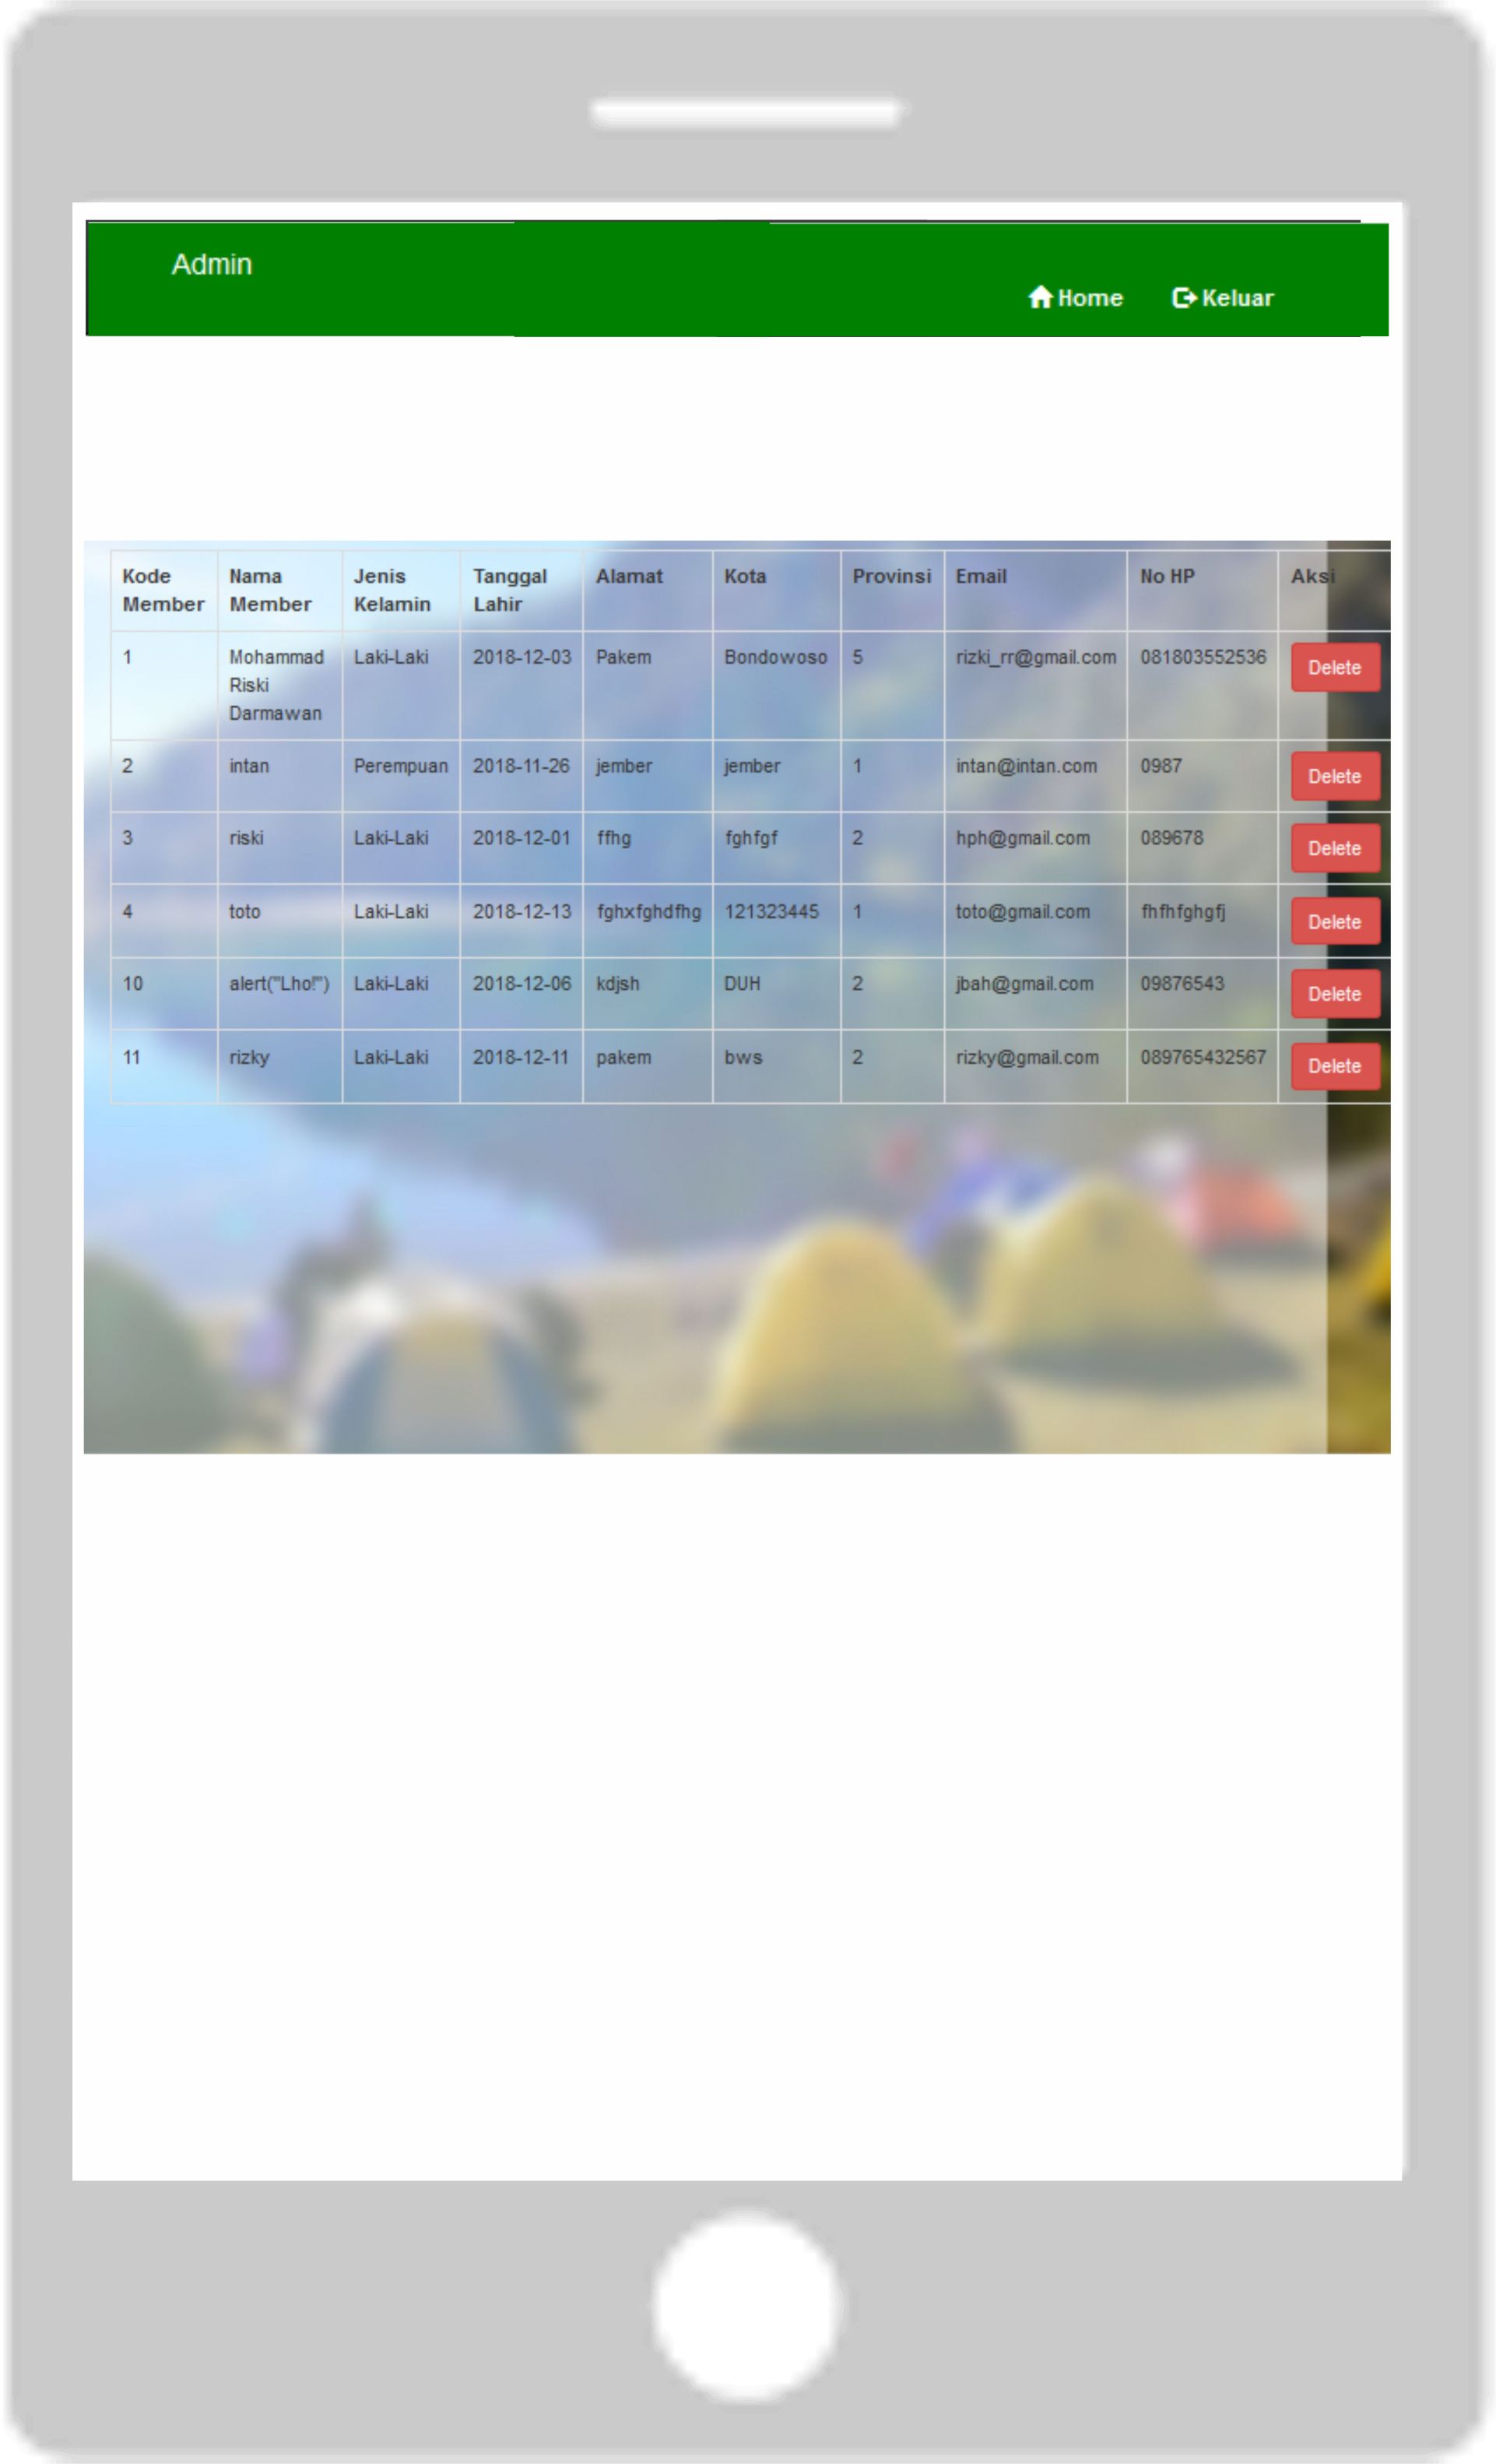 Admin
Home Keluar
Kode Member Nama Member Jenis Kelamin Tanggal Lahir Alamat Kota Provinsi Email No HP Aksi
1 Mohammad Riski Darmawan Laki-Laki 2018-12-03 Pakem Bondowoso 5 rizki_rr@gmail.com 081803552536 Delete
2 intan Perempuan 2018-11-26 jember jember 1 intan@intan.com 0987 Delete
3 riski Laki-Laki 2018-12-01 ffhg fghfgf 2 hph@gmail.com 089678 Delete
4 toto Laki-Laki 2018-12-13 fghxfghdfhg 121323445 1 toto@gmail.com fhfhfghgfj Delete
10 alert("Lho!") Laki-Laki 2018-12-06 kdjsh DUH 2 jbah@gmail.com 09876543 Delete
11 rizky Laki-Laki 2018-12-11 pakem bws 2 rizky@gmail.com 089765432567 Delete